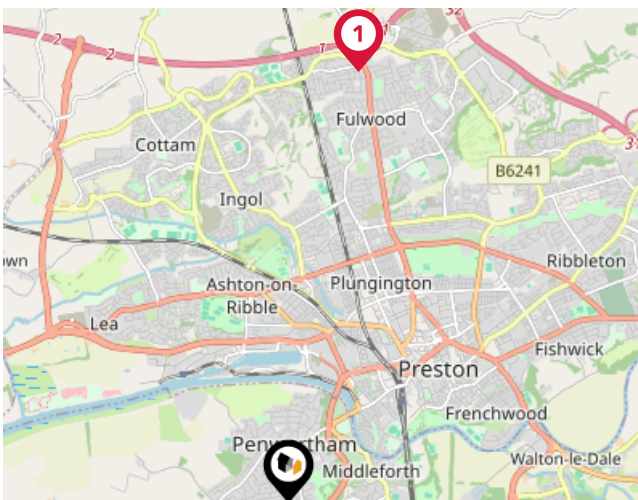 32
1
1
1
2
2
Fulwood
31
Cottam
B6241
Ingol
own
Ribbleton
Ashton-on-
Ribble
Plungington
Lea
Fishwick
Preston
Frenchwood
Penwortham
Middleforth
Walton-le-Dale